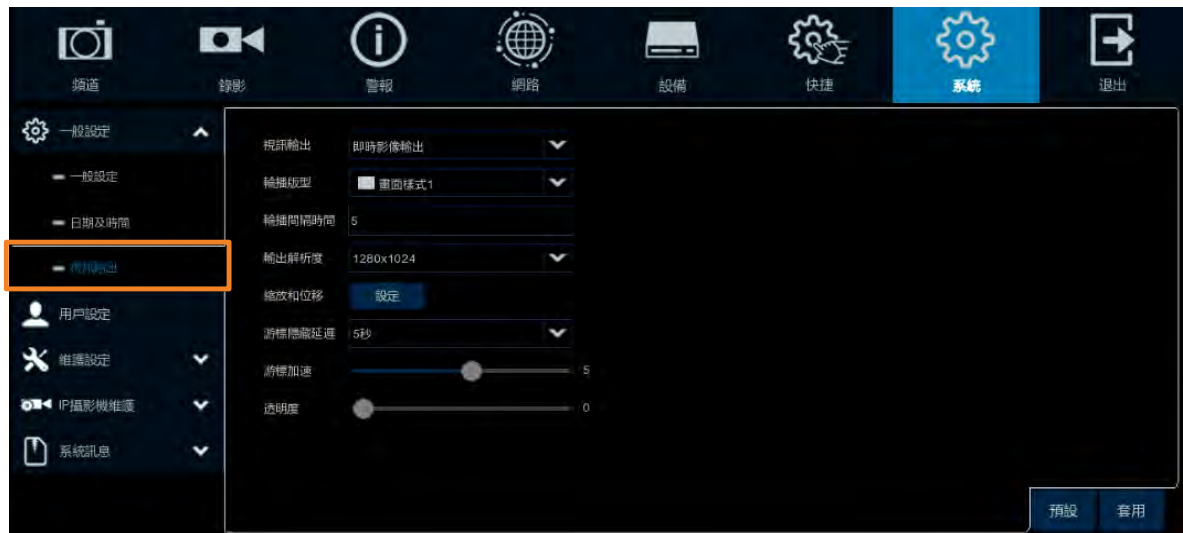 頻道
錄影
警報
網路
設備
快捷
系統
退出
一般設定
一般設定
日期及時間
視訊輸出
用戶設定
維護設定
IP攝影機維護
系統訊息
視訊輸出 即時影像輸出
輪播版型 畫面樣式1
輪播間隔時間 5
輸出解析度 1280x1024
縮放和位移 設定
游標隱藏延遲 5秒
游標加速 5
透明度 0
預設
套用